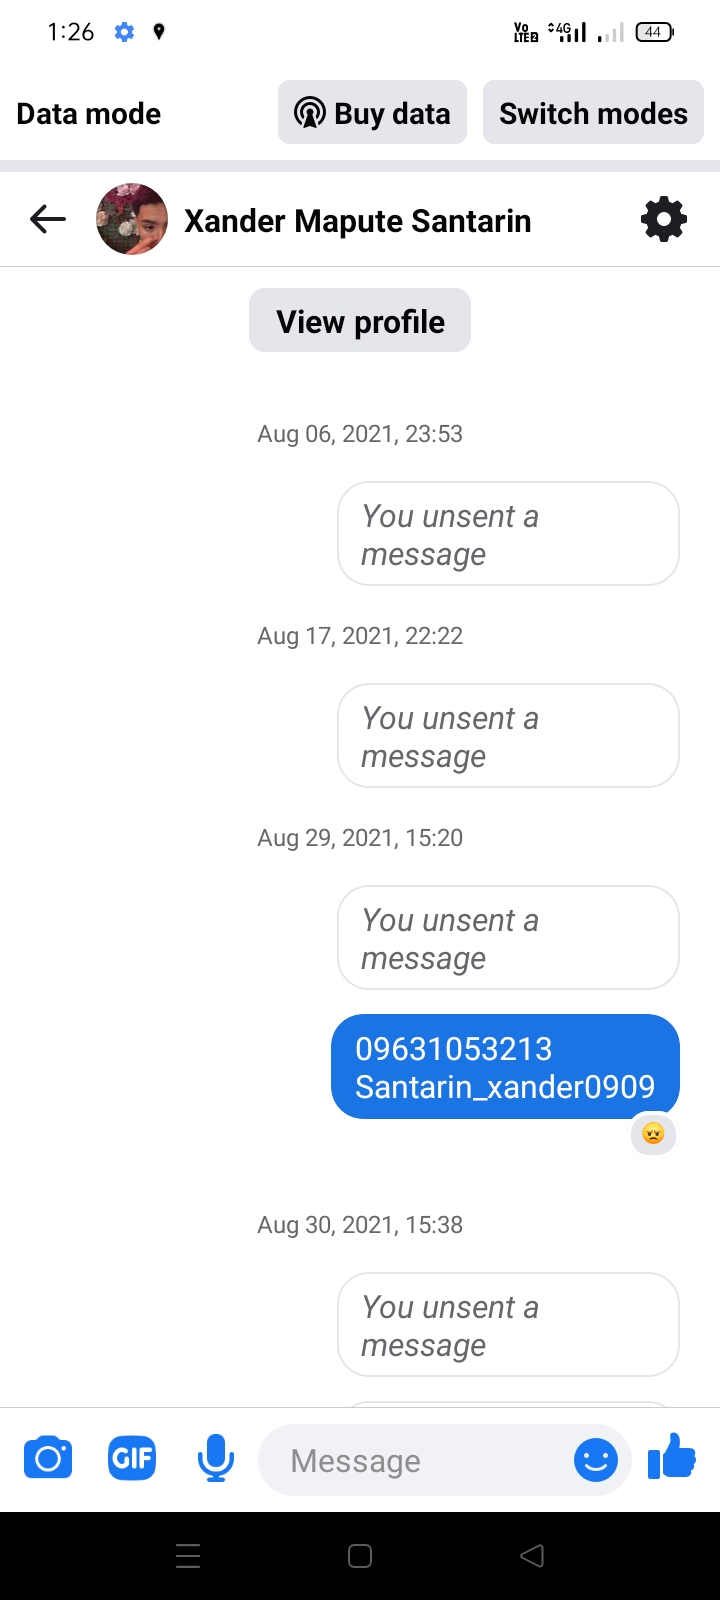 1:26
Vo LTE2 4G 44
Data mode
Buy data
Switch modes
Xander Mapute Santarin
View profile
Aug 06, 2021, 23:53
You unsent a
message
Aug 17, 2021, 22:22
You unsent a
message
Aug 29, 2021, 15:20
You unsent a
message
09631053213
Santarin_xander0909
Aug 30, 2021, 15:38
You unsent a
message
GIF
Message